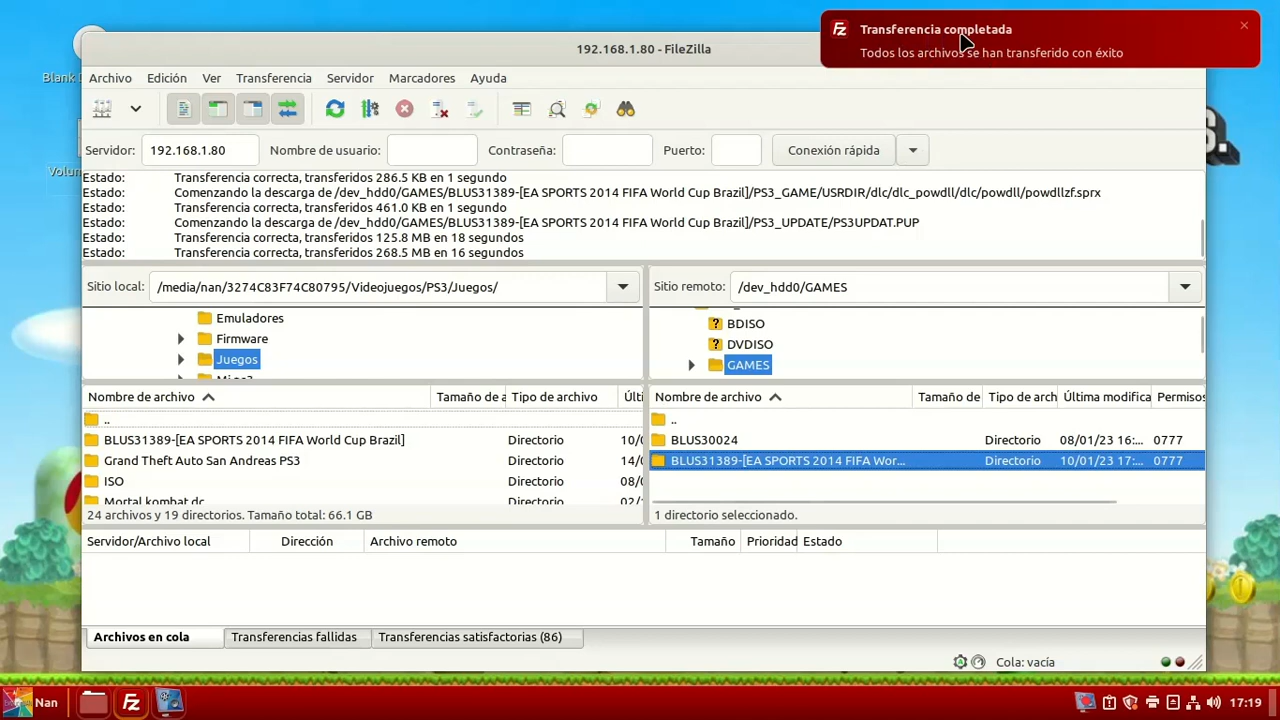 Transferencia completada
Todos los archivos se han transferido con éxito
Blank D
Volum
192.168.1.80 - FileZilla
Archivo Edición Ver Transferencia Servidor Marcadores Ayuda
Servidor: 192.168.1.80 Nombre de usuario: Contraseña: Puerto: Conexión rápida
Estado: Transferencia correcta, transferidos 286.5 KB en 1 segundo
Estado: Comenzando la descarga de /dev_hdd0/GAMES/BLUS31389-[EA SPORTS 2014 FIFA World Cup Brazil]/PS3_GAME/USRDIR/dlc/dlc_powdll/dlc/powdll/powdllzf.sprx
Estado: Transferencia correcta, transferidos 461.0 KB en 1 segundo
Estado: Comenzando la descarga de /dev_hdd0/GAMES/BLUS31389-[EA SPORTS 2014 FIFA World Cup Brazil]/PS3_UPDATE/PS3UPDAT.PUP
Estado: Transferencia correcta, transferidos 125.8 MB en 18 segundos
Estado: Transferencia correcta, transferidos 268.5 MB en 16 segundos
Sitio local: /media/nan/3274C83F74C80795/Videojuegos/PS3/Juegos/
Emuladores
Firmware
Juegos
Sitio remoto: /dev_hdd0/GAMES
BDISO
DVDISO
GAMES
Nombre de archivo Tamaño de a Tipo de archivo Últi
..
BLUS31389-[EA SPORTS 2014 FIFA World Cup Brazil] Directorio 10/0
Grand Theft Auto San Andreas PS3 Directorio 14/0
ISO Directorio 08/0
Mortal kombat dc Directorio 02/
24 archivos y 19 directorios. Tamaño total: 66.1 GB
Nombre de archivo Tamaño de Tipo de arch Última modifica Permisos
..
BLUS30024 Directorio 08/01/23 16:... 0777
BLUS31389-[EA SPORTS 2014 FIFA Wor... Directorio 10/01/23 17:... 0777
1 directorio seleccionado.
Servidor/Archivo local Dirección Archivo remoto Tamaño Prioridad Estado
Archivos en cola Transferencias fallidas Transferencias satisfactorias (86)
Cola: vacía
Nan
17:19